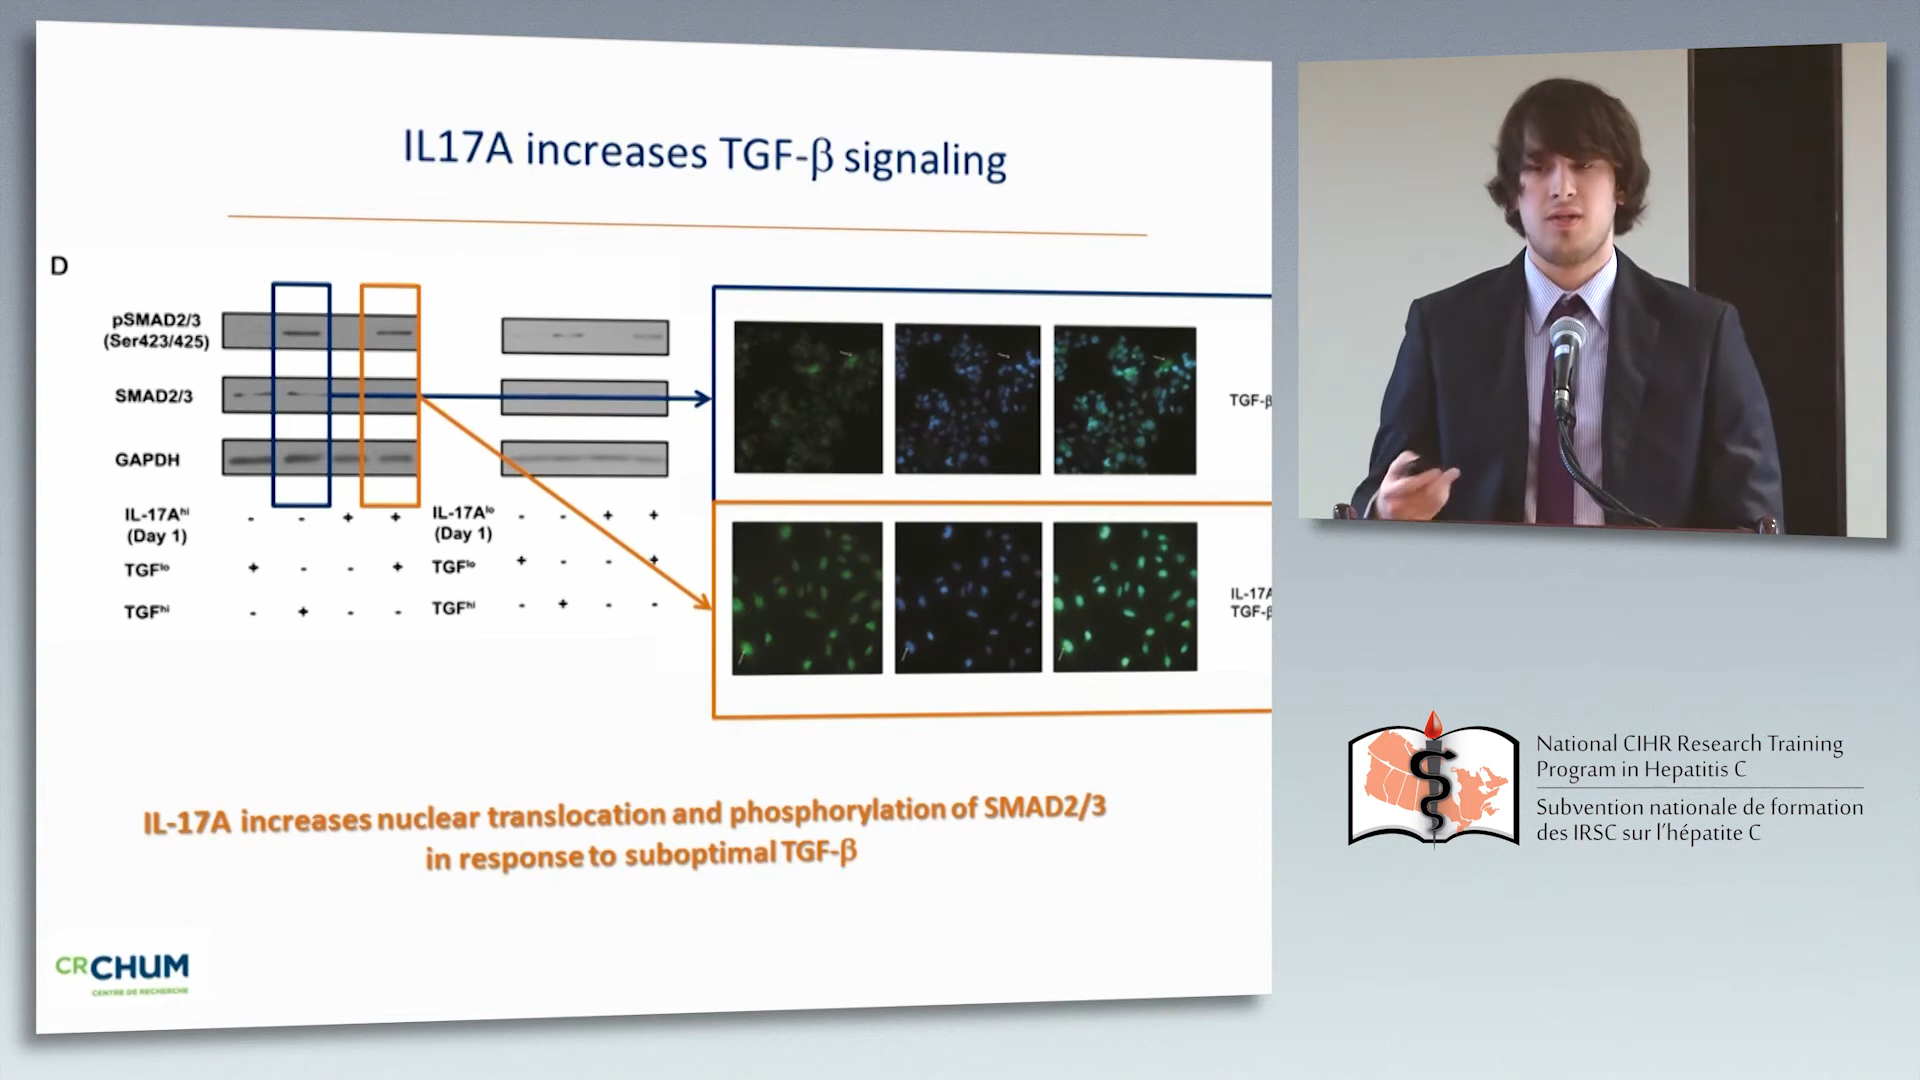 IL17A increases TGF-β signaling
D
pSMAD2/3
(Ser423/425)
SMAD2/3
GAPDH
IL-17Aʰⁱ
(Day 1)
- - + +
TGFˡᵒ
+ - - +
TGFʰⁱ
- + - -
IL-17Aˡᵒ
(Day 1)
- - + +
TGFˡᵒ
+ - - +
TGFʰⁱ
- + - -
TGF-β
IL-17A
TGF-β
IL-17A increases nuclear translocation and phosphorylation of SMAD2/3
in response to suboptimal TGF-β
CRCHUM
CENTRE DE RECHERCHE
National CIHR Research Training
Program in Hepatitis C
Subvention nationale de formation
des IRSC sur l'hépatite C